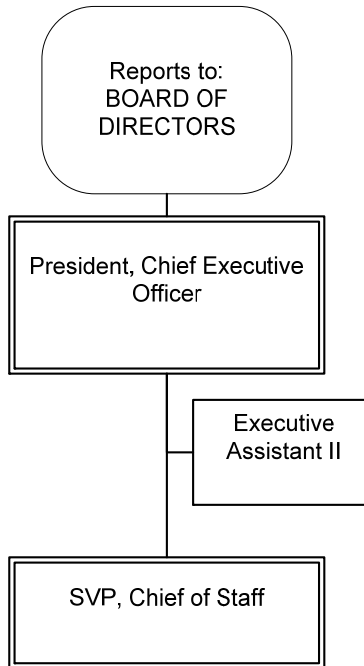 Reports to:
BOARD OF
DIRECTORS
President, Chief Executive
Officer
Executive
Assistant II
SVP, Chief of Staff